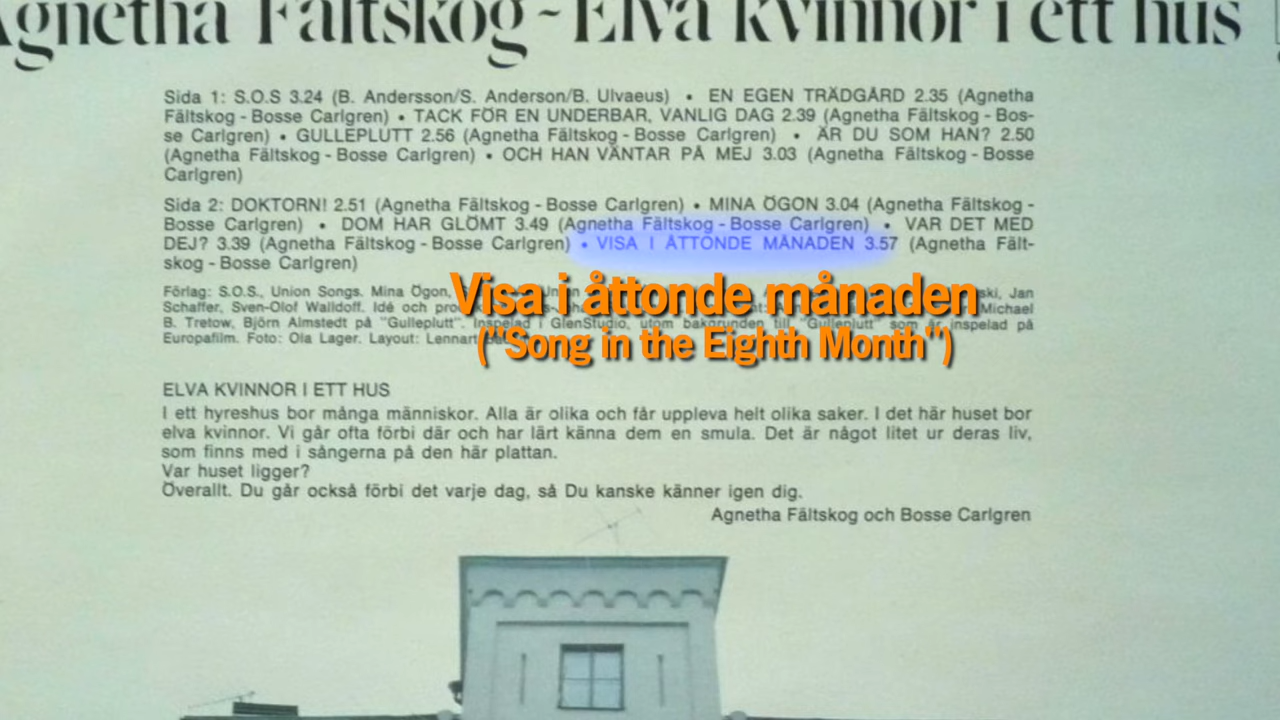 Agnetha Fältskog ~ Elva kvinnor i ett hus
Sida 1: S.O.S 3.24 (B. Andersson/S. Anderson/B. Ulvaeus) • EN EGEN TRÄDGÅRD 2.35 (Agnetha
Fältskog - Bosse Carlgren) • TACK FÖR EN UNDERBAR, VANLIG DAG 2.39 (Agnetha Fältskog - Bos-
se Carlgren) • GULLEPLUTT 2.56 (Agnetha Fältskog - Bosse Carlgren) • ÄR DU SOM HAN? 2.50
(Agnetha Fältskog - Bosse Carlgren) • OCH HAN VÄNTAR PÅ MEJ 3.03 (Agnetha Fältskog - Bosse
Carlgren)
Sida 2: DOKTORN! 2.51 (Agnetha Fältskog - Bosse Carlgren) • MINA ÖGON 3.04 (Agnetha Fältskog -
Bosse Carlgren) • DOM HAR GLÖMT 3.49 (Agnetha Fältskog - Bosse Carlgren) • VAR DET MED
DEJ? 3.39 (Agnetha Fältskog - Bosse Carlgren) • VISA I ÅTTONDE MÅNADEN 3.57 (Agnetha Fält-
skog - Bosse Carlgren)
Förlag: S.O.S., Union Songs. Mina Ögon, Jan
Schaffer, Sven-Olof Walldoff. Idé och Michael
B. Tretow, Björn Almstedt på "Gulleplutt". Inspelad i GlenStudio, utom bakgrunden till "Gulleplutt" som är inspelad på
Europafilm. Foto: Ola Lager. Layout: Lennart
Visa i åttonde månaden
("Song in the Eighth Month")
ELVA KVINNOR I ETT HUS
I ett hyreshus bor många människor. Alla är olika och får uppleva helt olika saker. I det här huset bor
elva kvinnor. Vi går ofta förbi där och har lärt känna dem en smula. Det är något litet ur deras liv,
som finns med i sångerna på den här plattan.
Var huset ligger?
Överallt. Du går också förbi det varje dag, så Du kanske känner igen dig.
Agnetha Fältskog och Bosse Carlgren